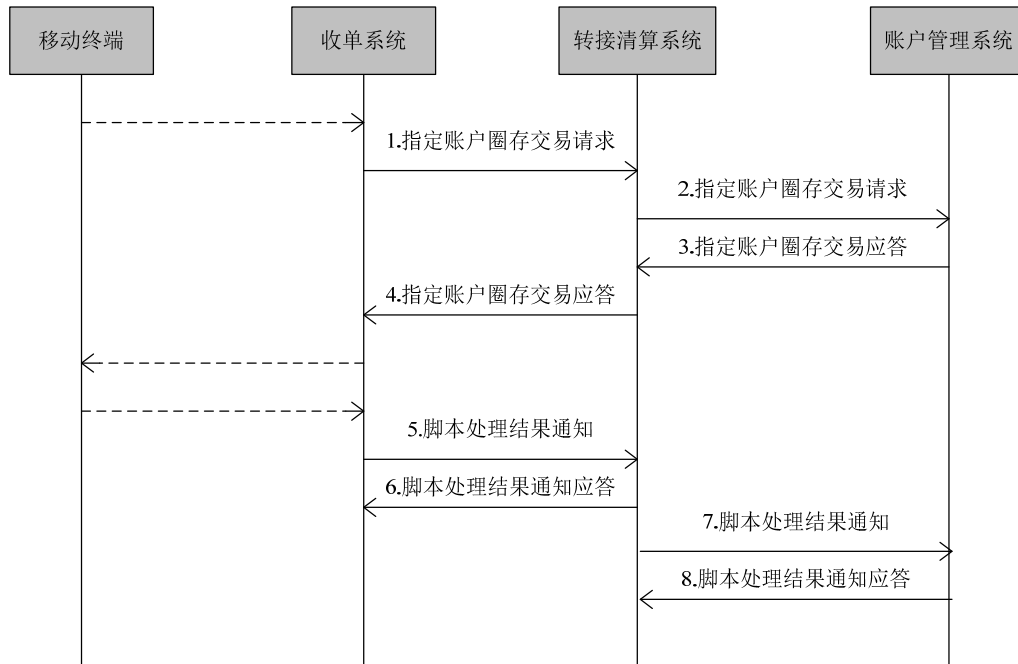 移动终端
收单系统
转接清算系统
账户管理系统
1.指定账户圈存交易请求
2.指定账户圈存交易请求
3.指定账户圈存交易应答
4.指定账户圈存交易应答
5.脚本处理结果通知
6.脚本处理结果通知应答
7.脚本处理结果通知
8.脚本处理结果通知应答